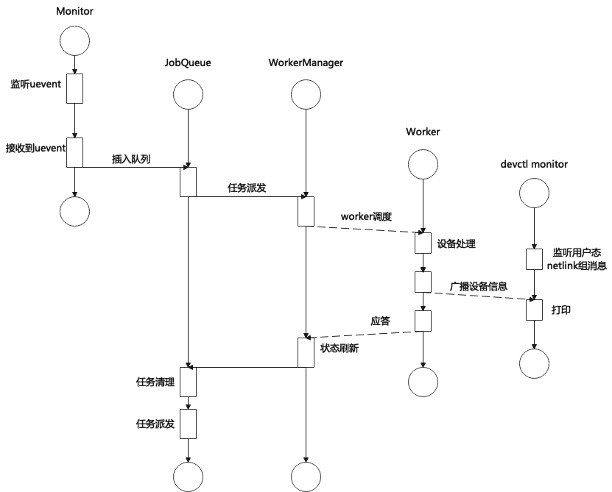 Monitor
JobQueue
WorkerManager
监听uevent
Worker
接收到uevent
插入队列
devctl monitor
任务派发
worker调度
设备处理
监听用户态
netlink组消息
广播设备信息
打印
应答
状态刷新
任务清理
任务派发